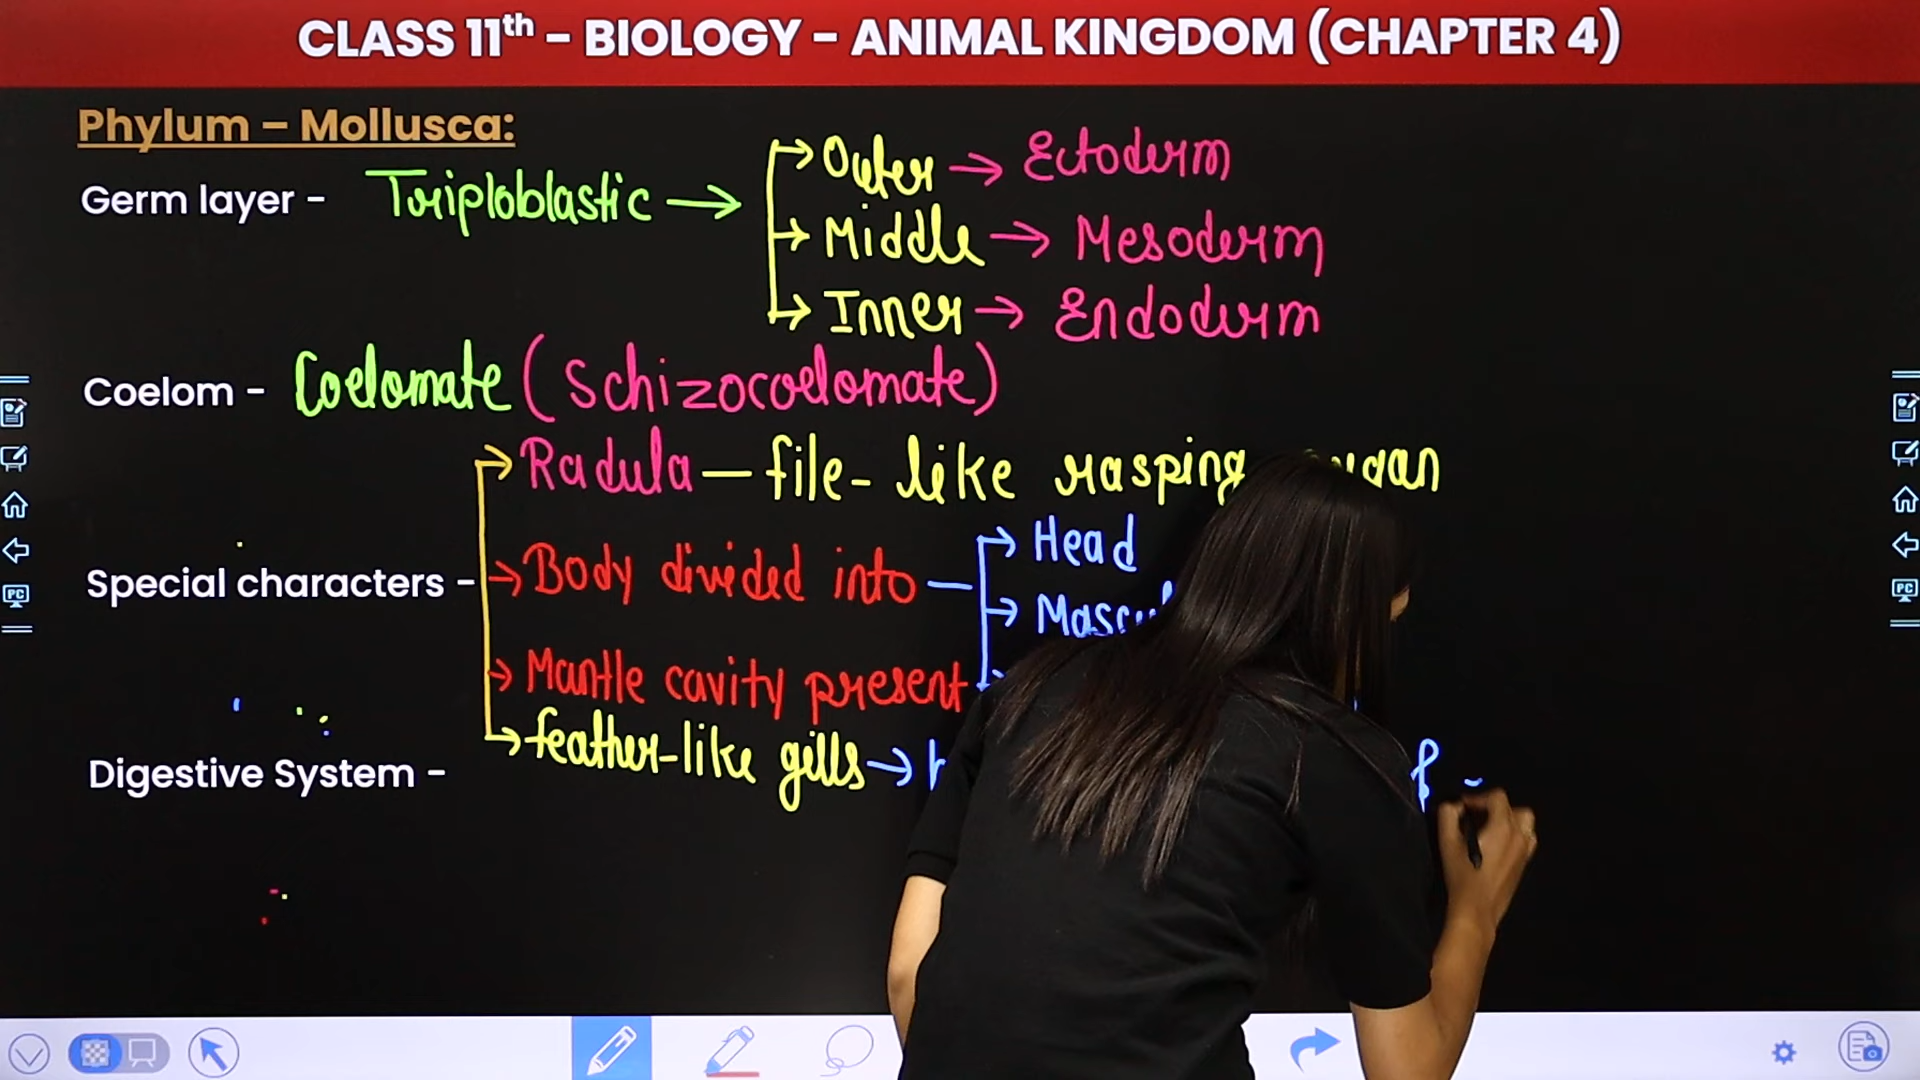 CLASS 11th - BIOLOGY - ANIMAL KINGDOM (CHAPTER 4)
Phylum – Mollusca:
Germ layer - Triploblastic → → Outer → Ectoderm
→ Middle → Mesoderm
→ Inner → Endoderm
Coelom - Coelomate (Schizocoelomate)
→ Radula — file-like rasping
Special characters - → Body divided into — → Head
→
→ Mantle cavity present
→ feather-like gills →
Digestive System -
PC
PC